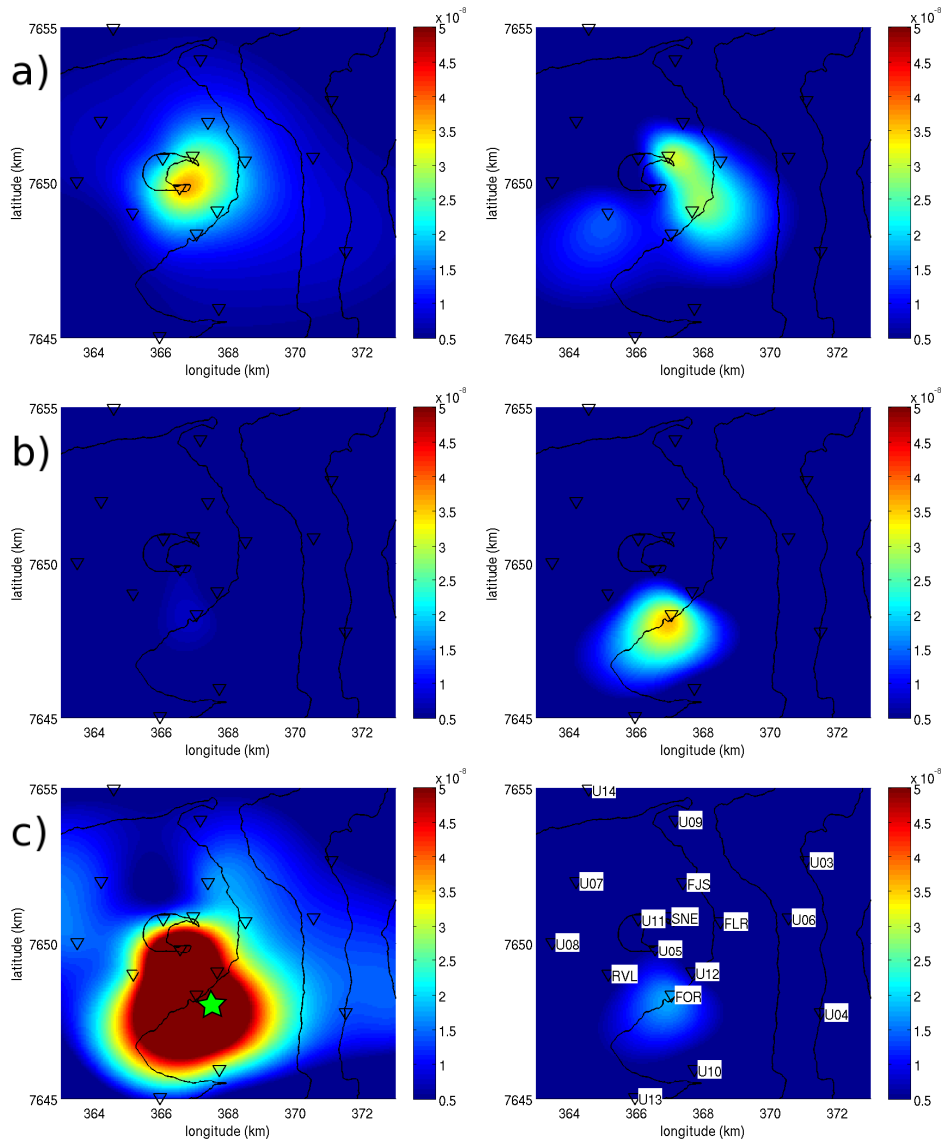 a)
x 10⁻⁸
7655
7650
7645
latitude (km)
364 366 368 370 372
longitude (km)
5
4.5
4
3.5
3
2.5
2
1.5
1
0.5
x 10⁻⁸
7655
7650
7645
latitude (km)
364 366 368 370 372
longitude (km)
5
4.5
4
3.5
3
2.5
2
1.5
1
0.5
b)
x 10⁻⁸
7655
7650
7645
latitude (km)
364 366 368 370 372
longitude (km)
5
4.5
4
3.5
3
2.5
2
1.5
1
0.5
x 10⁻⁸
7655
7650
7645
latitude (km)
364 366 368 370 372
longitude (km)
5
4.5
4
3.5
3
2.5
2
1.5
1
0.5
c)
x 10⁻⁸
7655
7650
7645
latitude (km)
364 366 368 370 372
longitude (km)
5
4.5
4
3.5
3
2.5
2
1.5
1
0.5
x 10⁻⁸
7655
7650
7645
latitude (km)
U14
U09
U03
U07 FJS
U11 SNE FLR U06
U08 U05
RVL U12
FOR
U04
U10
U13
364 366 368 370 372
longitude (km)
5
4.5
4
3.5
3
2.5
2
1.5
1
0.5